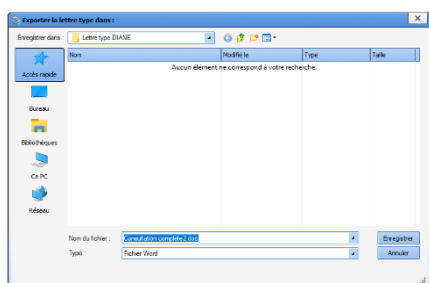 Exporter la lettre type dans :
Enregistrer dans : Lettre type DIANE
Nom Modifié le Type Taille
Aucun élément ne correspond à votre recherche.
Accès rapide
Bureau
Bibliothèques
Ce PC
Réseau
Nom du fichier : Consultation complète2.doc Enregistrer
Type : Fichier Word Annuler